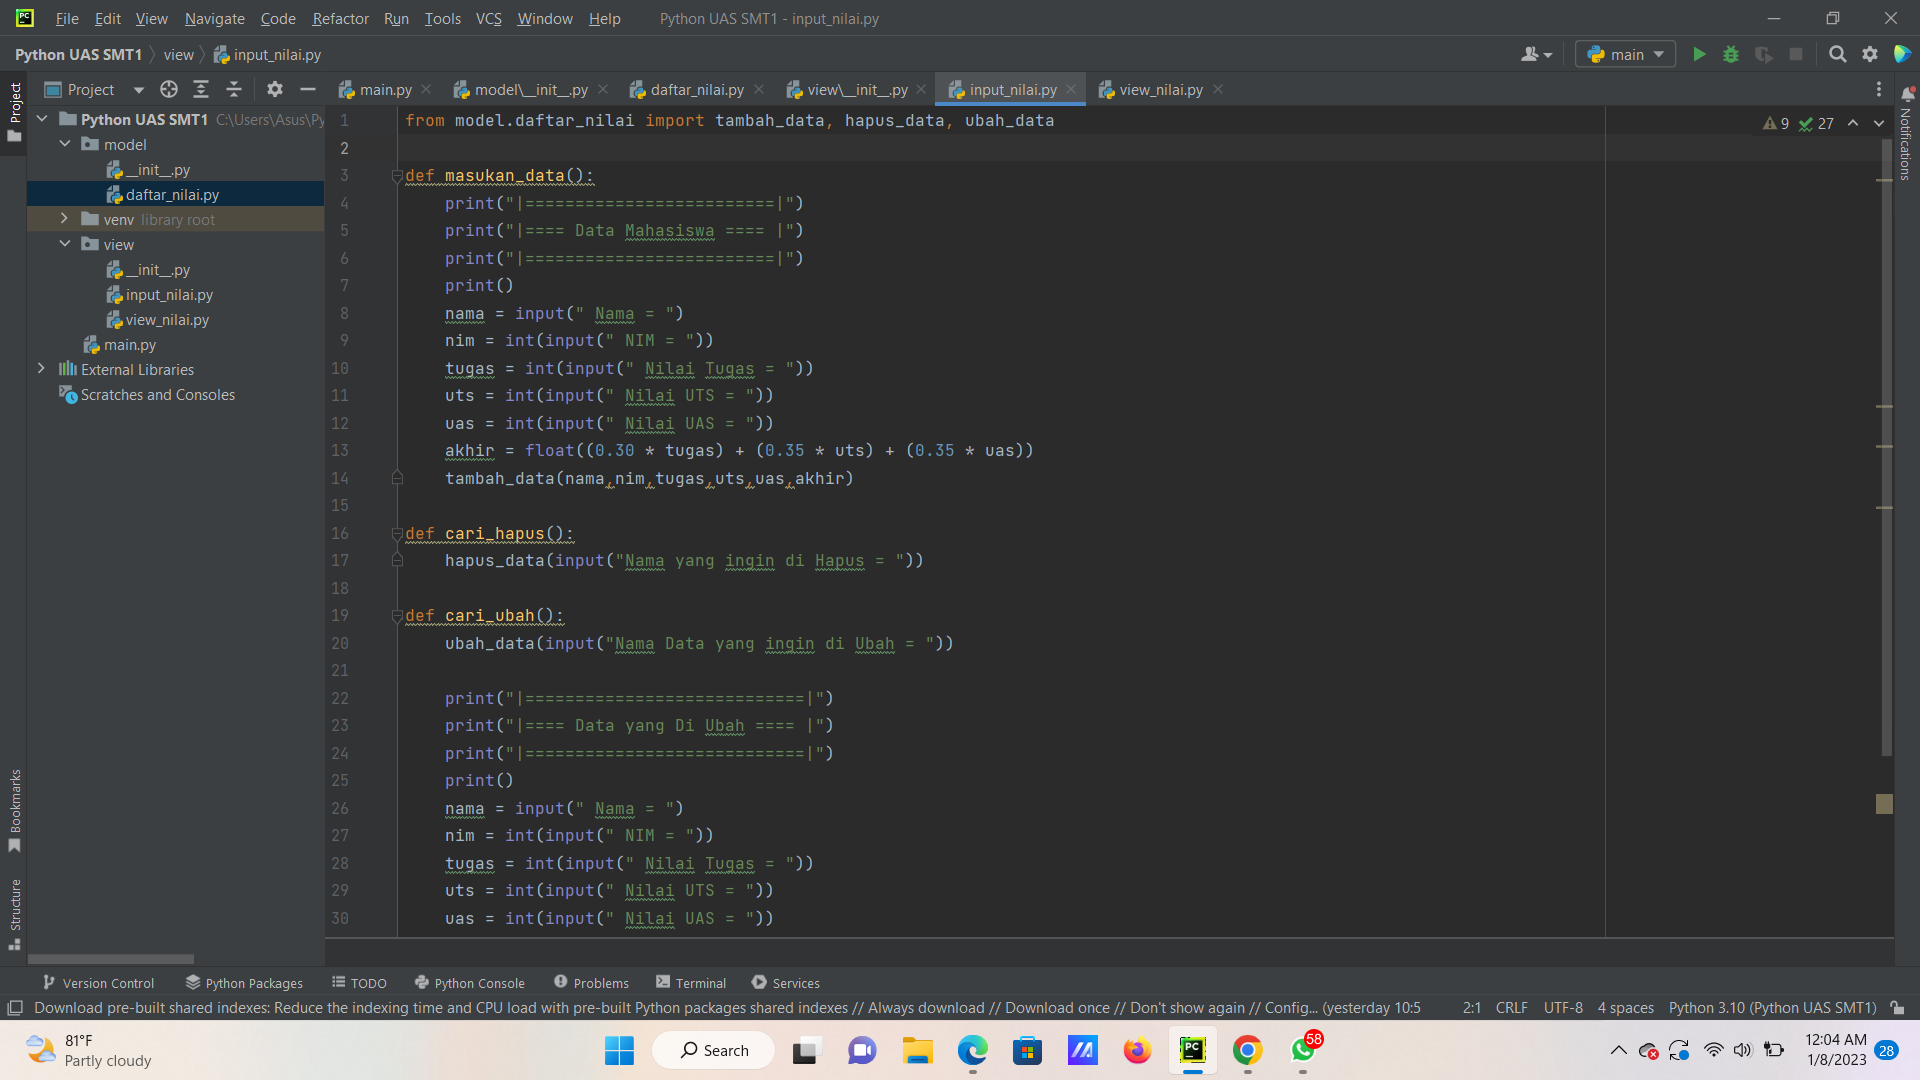 PC File Edit View Navigate Code Refactor Run Tools VCS Window Help Python UAS SMT1 - input_nilai.py
Python UAS SMT1 view input_nilai.py main
Project main.py model\__init__.py daftar_nilai.py view\__init__.py input_nilai.py view_nilai.py
Project
Notifications
Python UAS SMT1 C:\Users\Asus\Py
model
__init__.py
daftar_nilai.py
venv library root
view
__init__.py
input_nilai.py
view_nilai.py
main.py
External Libraries
Scratches and Consoles
9 27
1 from model.daftar_nilai import tambah_data, hapus_data, ubah_data
2
3 def masukan_data():
4 print("|=========================|")
5 print("|==== Data Mahasiswa ==== |")
6 print("|=========================|")
7 print()
8 nama = input(" Nama = ")
9 nim = int(input(" NIM = "))
10 tugas = int(input(" Nilai Tugas = "))
11 uts = int(input(" Nilai UTS = "))
12 uas = int(input(" Nilai UAS = "))
13 akhir = float((0.30 * tugas) + (0.35 * uts) + (0.35 * uas))
14 tambah_data(nama,nim,tugas,uts,uas,akhir)
15
16 def cari_hapus():
17 hapus_data(input("Nama yang ingin di Hapus = "))
18
19 def cari_ubah():
20 ubah_data(input("Nama Data yang ingin di Ubah = "))
21
22 print("|============================|")
23 print("|==== Data yang Di Ubah ==== |")
24 print("|============================|")
25 print()
26 nama = input(" Nama = ")
27 nim = int(input(" NIM = "))
28 tugas = int(input(" Nilai Tugas = "))
29 uts = int(input(" Nilai UTS = "))
30 uas = int(input(" Nilai UAS = "))
Bookmarks
Structure
Version Control Python Packages TODO Python Console Problems Terminal Services
Download pre-built shared indexes: Reduce the indexing time and CPU load with pre-built Python packages shared indexes // Always download // Download once // Don't show again // Config... (yesterday 10:5 2:1 CRLF UTF-8 4 spaces Python 3.10 (Python UAS SMT1)
81°F
Partly cloudy
Search
PC
58
12:04 AM
1/8/2023
28